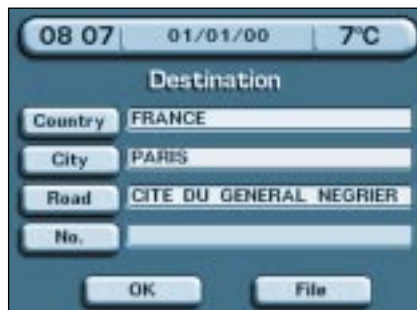 08 07 01/01/00 7°C
Destination
Country FRANCE
City PARIS
Road CITE DU GENERAL NEGRIER
No.
OK File